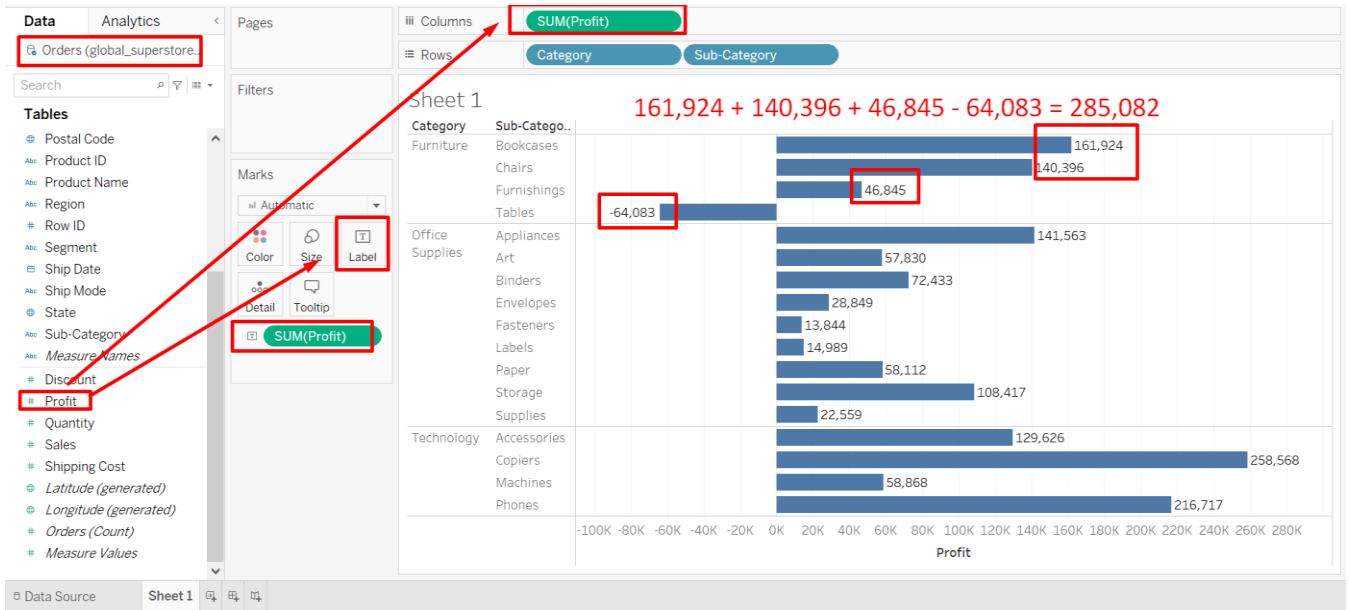 Data Analytics
Orders (global_superstore..
Search
Tables
Postal Code
Abc Product ID
Abc Product Name
Abc Region
# Row ID
Abc Segment
Ship Date
Abc Ship Mode
State
Abc Sub-Category
Abc Measure Names
# Discount
# Profit
# Quantity
# Sales
# Shipping Cost
Latitude (generated)
Longitude (generated)
# Orders (Count)
# Measure Values
Pages
Filters
Marks
Automatic
Color Size Label
Detail Tooltip
SUM(Profit)
Columns SUM(Profit)
Rows Category Sub-Category
Sheet 1
161,924 + 140,396 + 46,845 - 64,083 = 285,082
Category Sub-Catego..
Furniture Bookcases 161,924
Chairs 140,396
Furnishings 46,845
Tables -64,083
Office Supplies Appliances 141,563
Art 57,830
Binders 72,433
Envelopes 28,849
Fasteners 13,844
Labels 14,989
Paper 58,112
Storage 108,417
Supplies 22,559
Technology Accessories 129,626
Copiers 258,568
Machines 58,868
Phones 216,717
-100K -80K -60K -40K -20K 0K 20K 40K 60K 80K 100K 120K 140K 160K 180K 200K 220K 240K 260K 280K
Profit
Data Source Sheet 1